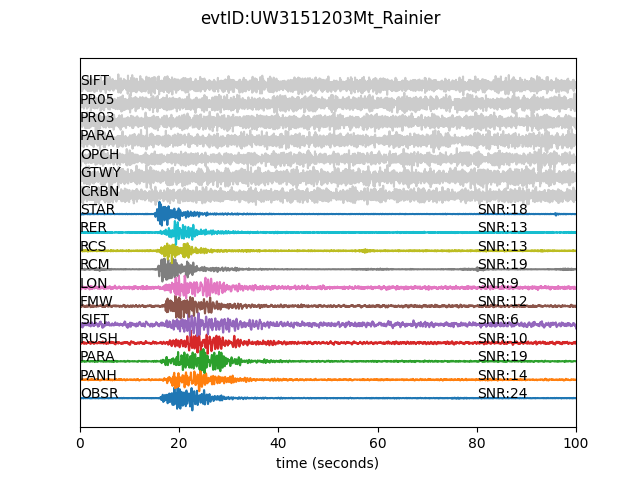 evtID:UW3151203Mt_Rainier
SIFT
PR05
PR03
PARA
OPCH
GTWY
CRBN
STAR SNR:18
RER SNR:13
RCS SNR:13
RCM SNR:19
LON SNR:9
FMW SNR:12
SIFT SNR:6
RUSH SNR:10
PARA SNR:19
PANH SNR:14
OBSR SNR:24
0 20 40 60 80 100
time (seconds)